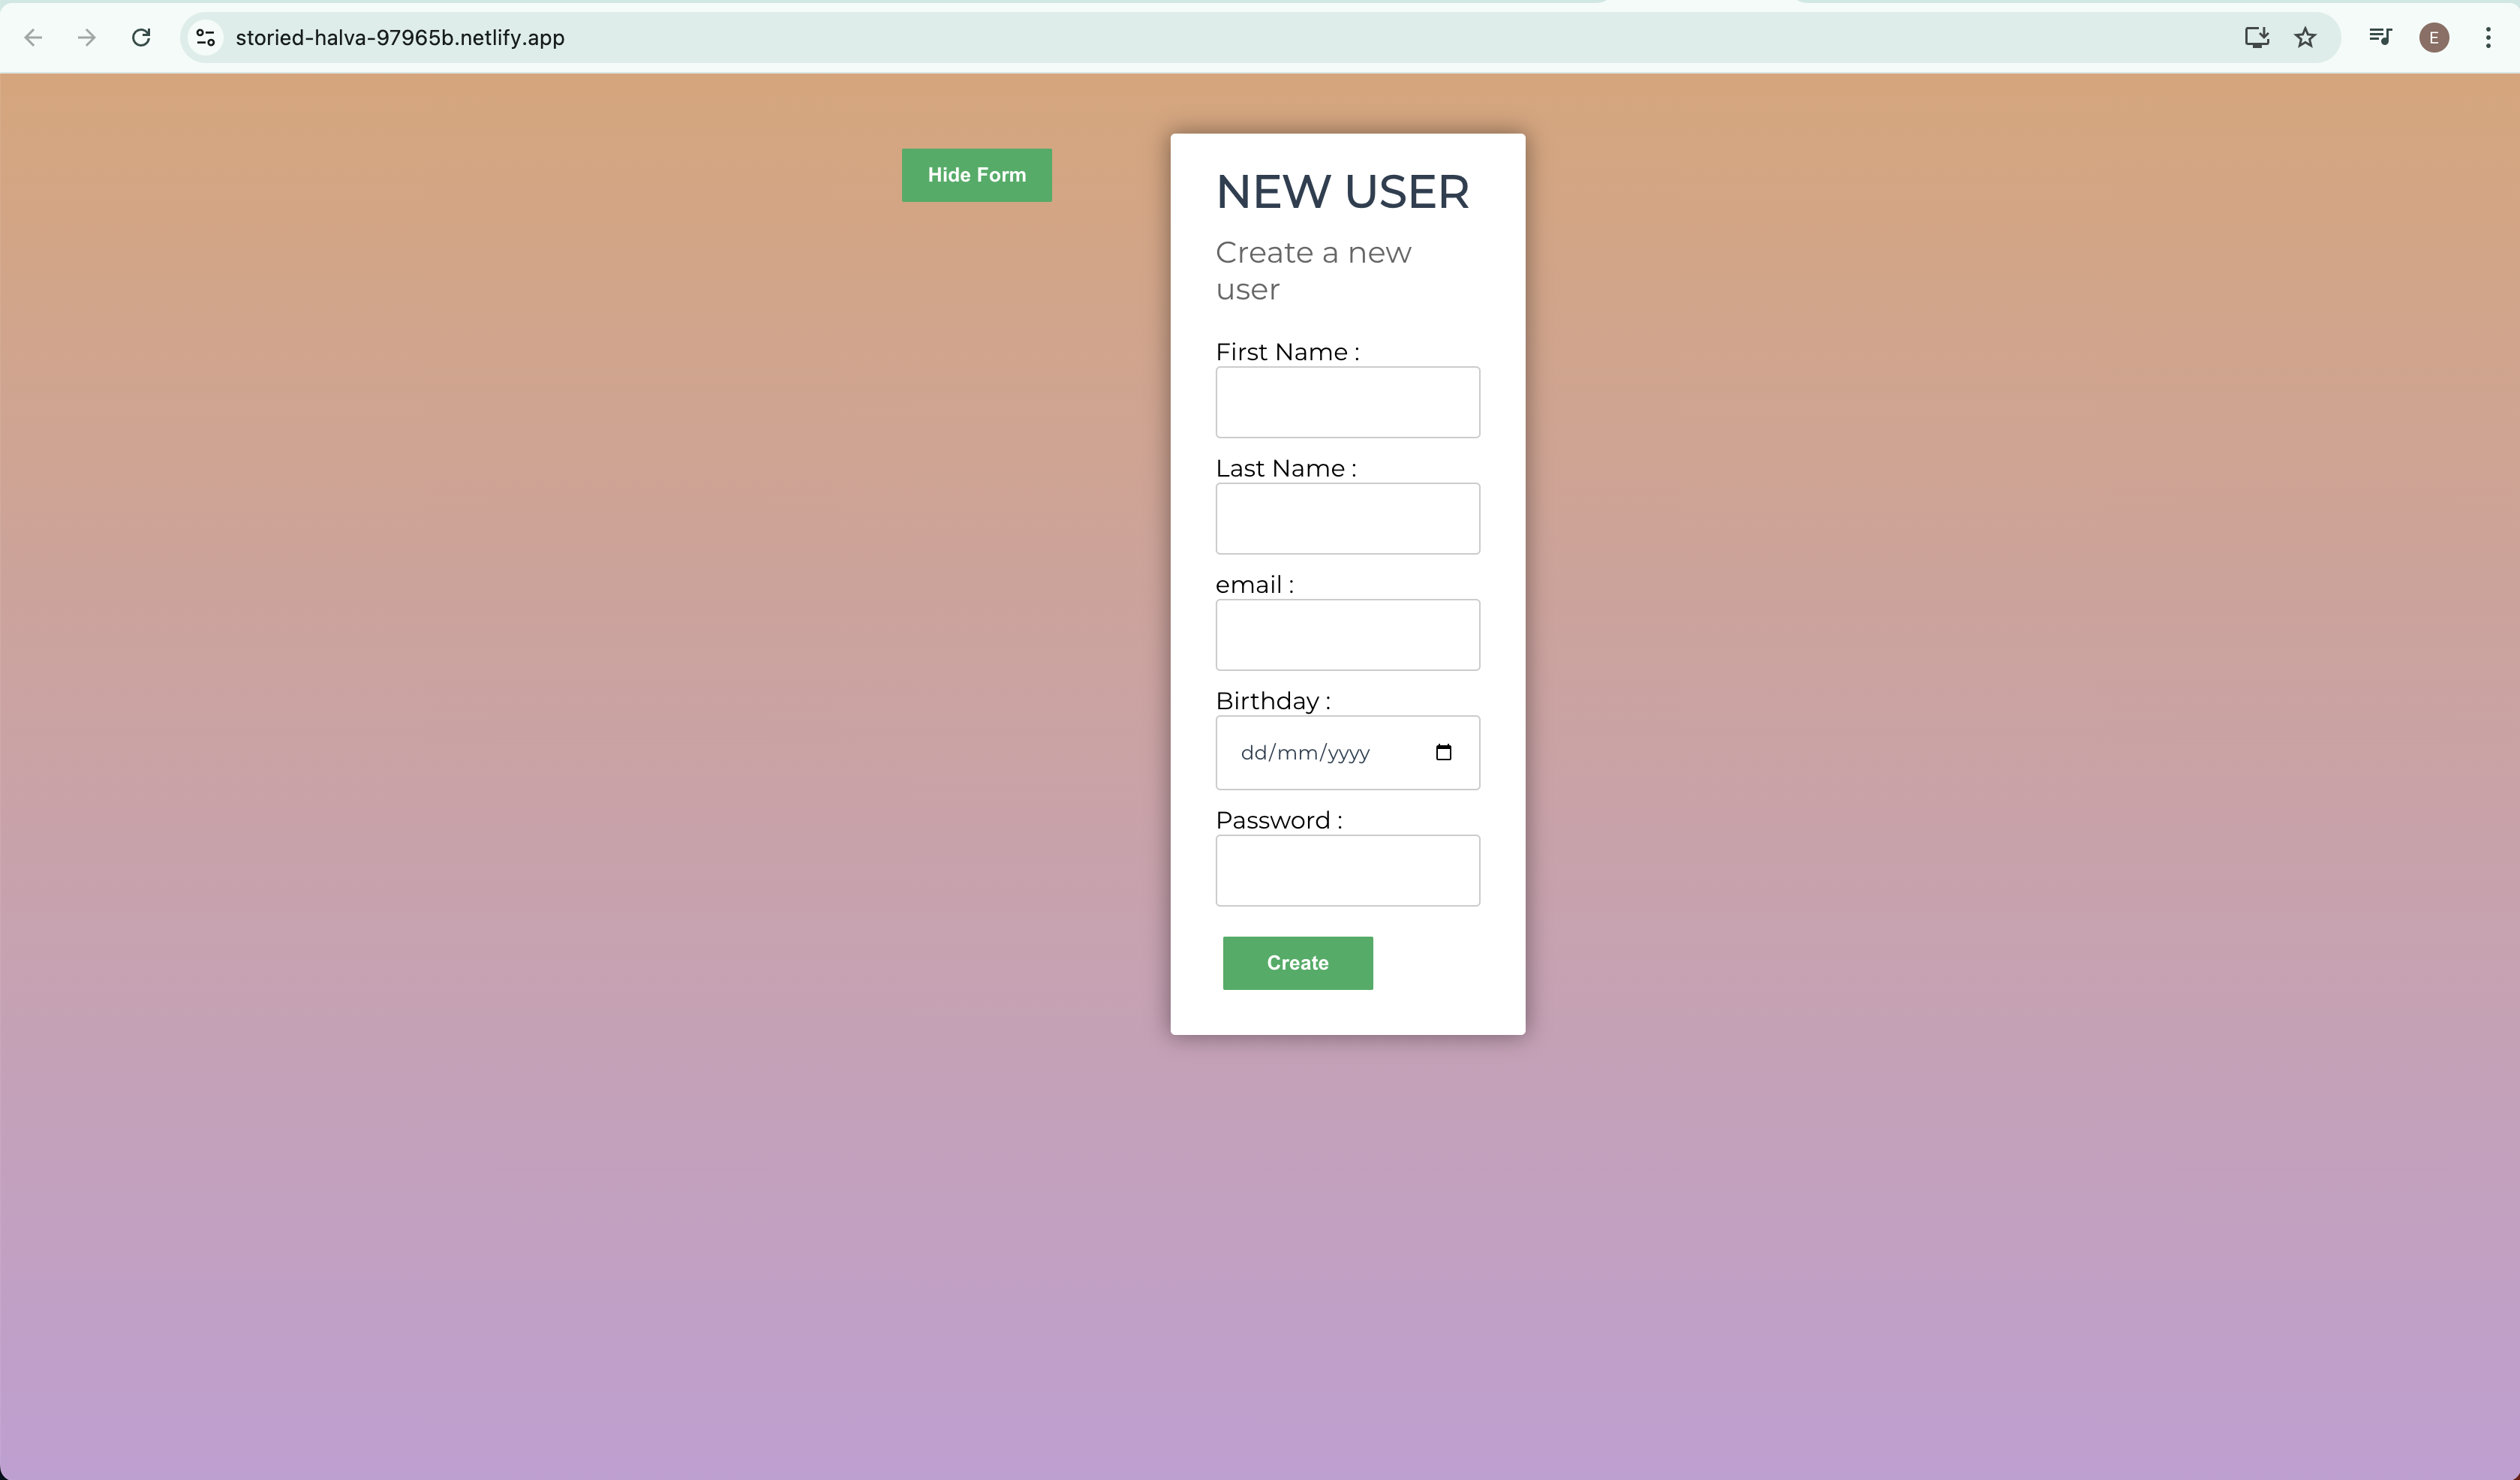 storied-halva-97965b.netlify.app
E
Hide Form
NEW USER
Create a new
user
First Name :
Last Name :
email :
Birthday :
dd/mm/yyyy
Password :
Create